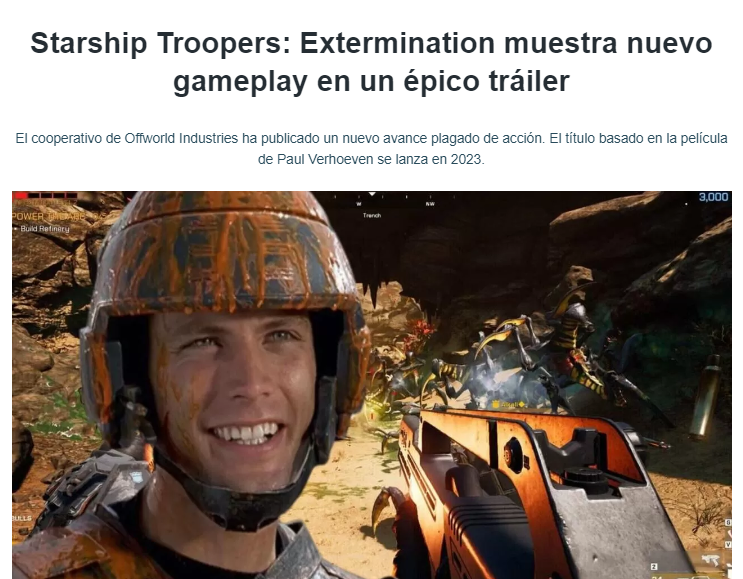 Starship Troopers: Extermination muestra nuevo
gameplay en un épico tráiler
El cooperativo de Offworld Industries ha publicado un nuevo avance plagado de acción. El título basado en la película
de Paul Verhoeven se lanza en 2023.
3,000
W
NW
Trench
Build Refinery
Z